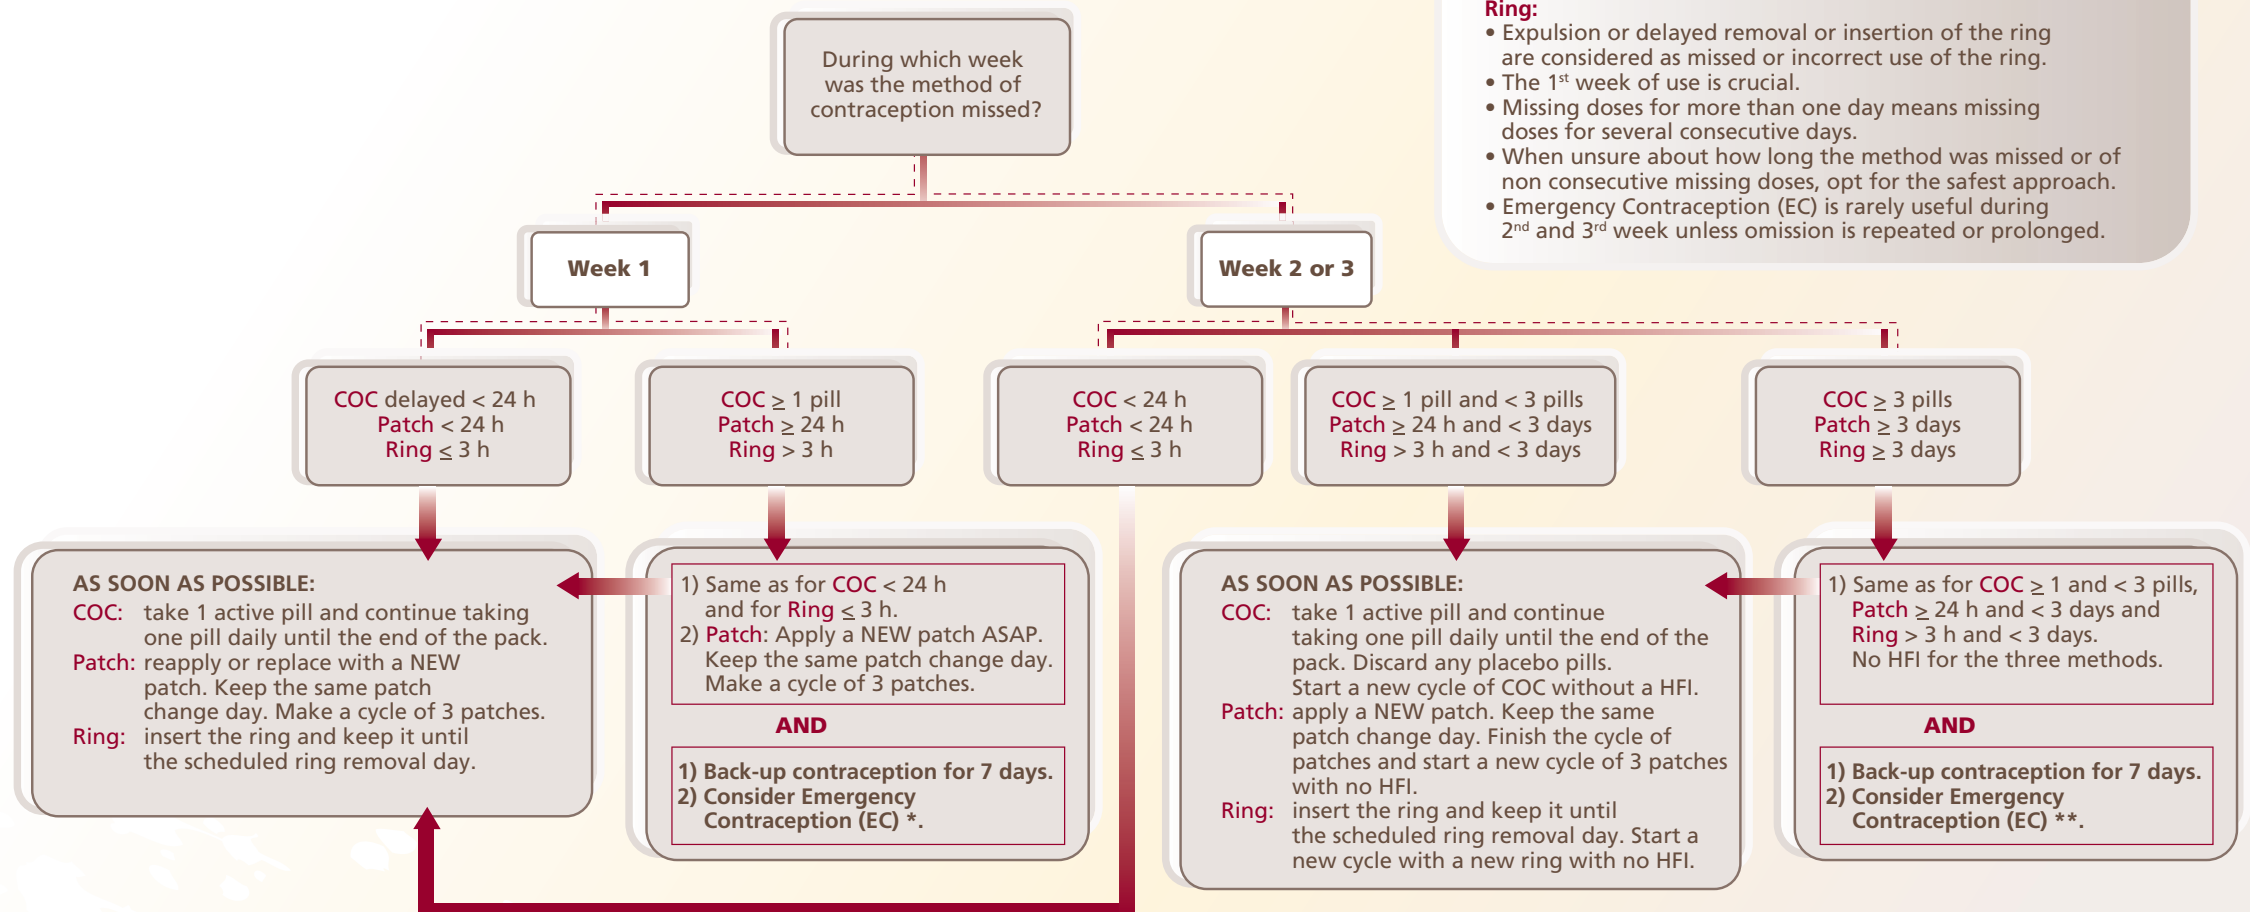 Ring:
• Expulsion or delayed removal or insertion of the ring
are considered as missed or incorrect use of the ring.
• The 1st week of use is crucial.
• Missing doses for more than one day means missing
doses for several consecutive days.
• When unsure about how long the method was missed or of
non consecutive missing doses, opt for the safest approach.
• Emergency Contraception (EC) is rarely useful during
2nd and 3rd week unless omission is repeated or prolonged.
During which week
was the method of
contraception missed?
Week 1
Week 2 or 3
COC delayed < 24 h
Patch < 24 h
Ring ≤ 3 h
COC ≥ 1 pill
Patch ≥ 24 h
Ring > 3 h
COC < 24 h
Patch < 24 h
Ring ≤ 3 h
COC ≥ 1 pill and < 3 pills
Patch ≥ 24 h and < 3 days
Ring > 3 h and < 3 days
COC ≥ 3 pills
Patch ≥ 3 days
Ring ≥ 3 days
AS SOON AS POSSIBLE:
COC: take 1 active pill and continue taking
one pill daily until the end of the pack.
Patch: reapply or replace with a NEW
patch. Keep the same patch
change day. Make a cycle of 3 patches.
Ring: insert the ring and keep it until
the scheduled ring removal day.
1) Same as for COC < 24 h
and for Ring ≤ 3 h.
2) Patch: Apply a NEW patch ASAP.
Keep the same patch change day.
Make a cycle of 3 patches.
AND
1) Back-up contraception for 7 days.
2) Consider Emergency
Contraception (EC) *.
AS SOON AS POSSIBLE:
COC: take 1 active pill and continue
taking one pill daily until the end of the
pack. Discard any placebo pills.
Start a new cycle of COC without a HFI.
Patch: apply a NEW patch. Keep the same
patch change day. Finish the cycle of
patches and start a new cycle of 3 patches
with no HFI.
Ring: insert the ring and keep it until
the scheduled ring removal day. Start a
new cycle with a new ring with no HFI.
1) Same as for COC ≥ 1 and < 3 pills,
Patch ≥ 24 h and < 3 days and
Ring > 3 h and < 3 days.
No HFI for the three methods.
AND
1) Back-up contraception for 7 days.
2) Consider Emergency
Contraception (EC) **.